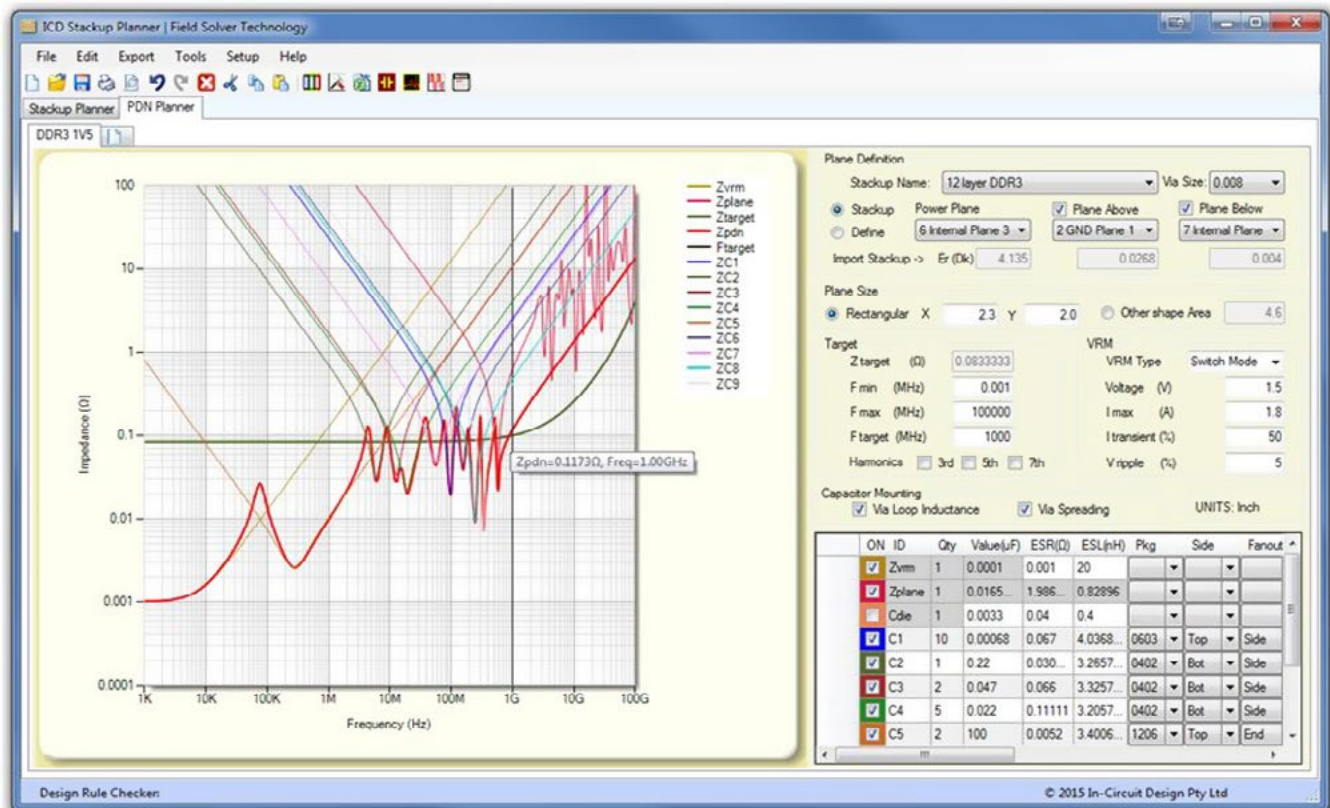 ICD Stackup Planner | Field Solver Technology
File Edit Export Tools Setup Help
Stackup Planner PDN Planner
DDR3 1V5
100
10
1
0.1
0.01
0.001
0.0001
Impedance (Ω)
1K 10K 100K 1M 10M 100M 1G 10G 100G
Frequency (Hz)
Zpdn=0.1173Ω, Freq=1.00GHz
Zvrm
Zplane
Ztarget
Zpdn
Ftarget
ZC1
ZC2
ZC3
ZC4
ZC5
ZC6
ZC7
ZC8
ZC9
Plane Definition
Stackup Name: 12 layer DDR3 Via Size: 0.008
Stackup Power Plane Plane Above Plane Below
Define 6 Internal Plane 3 2 GND Plane 1 7 Internal Plane
Import Stackup -> Er (Dk) 4.135 0.0268 0.004
Plane Size
Rectangular X 2.3 Y 2.0 Other shape Area 4.6
Target VRM
Z target (Ω) 0.0833333 VRM Type Switch Mode
F min (MHz) 0.001 Voltage (V) 1.5
F max (MHz) 100000 I max (A) 1.8
F target (MHz) 1000 I transient (%) 50
Harmonics 3rd 5th 7th V ripple (%) 5
Capacitor Mounting
Via Loop Inductance Via Spreading UNITS: Inch
ON ID Qty Value(uF) ESR(Ω) ESL(nH) Pkg Side Fanout
Zvrm 1 0.0001 0.001 20
Zplane 1 0.0165... 1.986... 0.82896
Cdie 1 0.0033 0.04 0.4
C1 10 0.00068 0.067 4.0368... 0603 Top Side
C2 1 0.22 0.030... 3.2657... 0402 Bot Side
C3 2 0.047 0.066 3.3257... 0402 Bot Side
C4 5 0.022 0.11111 3.2057... 0402 Bot Side
C5 2 100 0.0052 3.4006... 1206 Top End
Design Rule Checker: © 2015 In-Circuit Design Pty Ltd